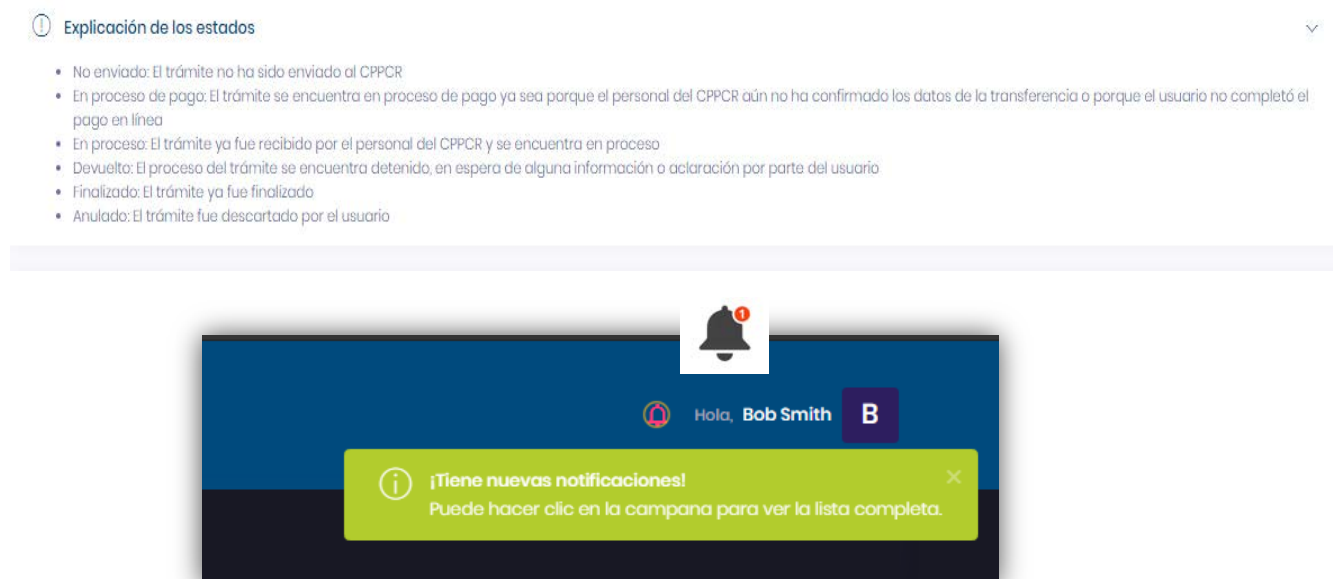 Explicación de los estados
No enviado: El trámite no ha sido enviado al CPPCR
En proceso de pago: El trámite se encuentra en proceso de pago ya sea porque el personal del CPPCR aún no ha confirmado los datos de la transferencia o porque el usuario no completó el
pago en línea
En proceso: El trámite ya fue recibido por el personal del CPPCR y se encuentra en proceso
Devuelto: El proceso del trámite se encuentra detenido, en espera de alguna información o aclaración por parte del usuario
Finalizado: El trámite ya fue finalizado
Anulado: El trámite fue descartado por el usuario
1
Hola, Bob Smith B
¡Tiene nuevas notificaciones!
Puede hacer clic en la campana para ver la lista completa.